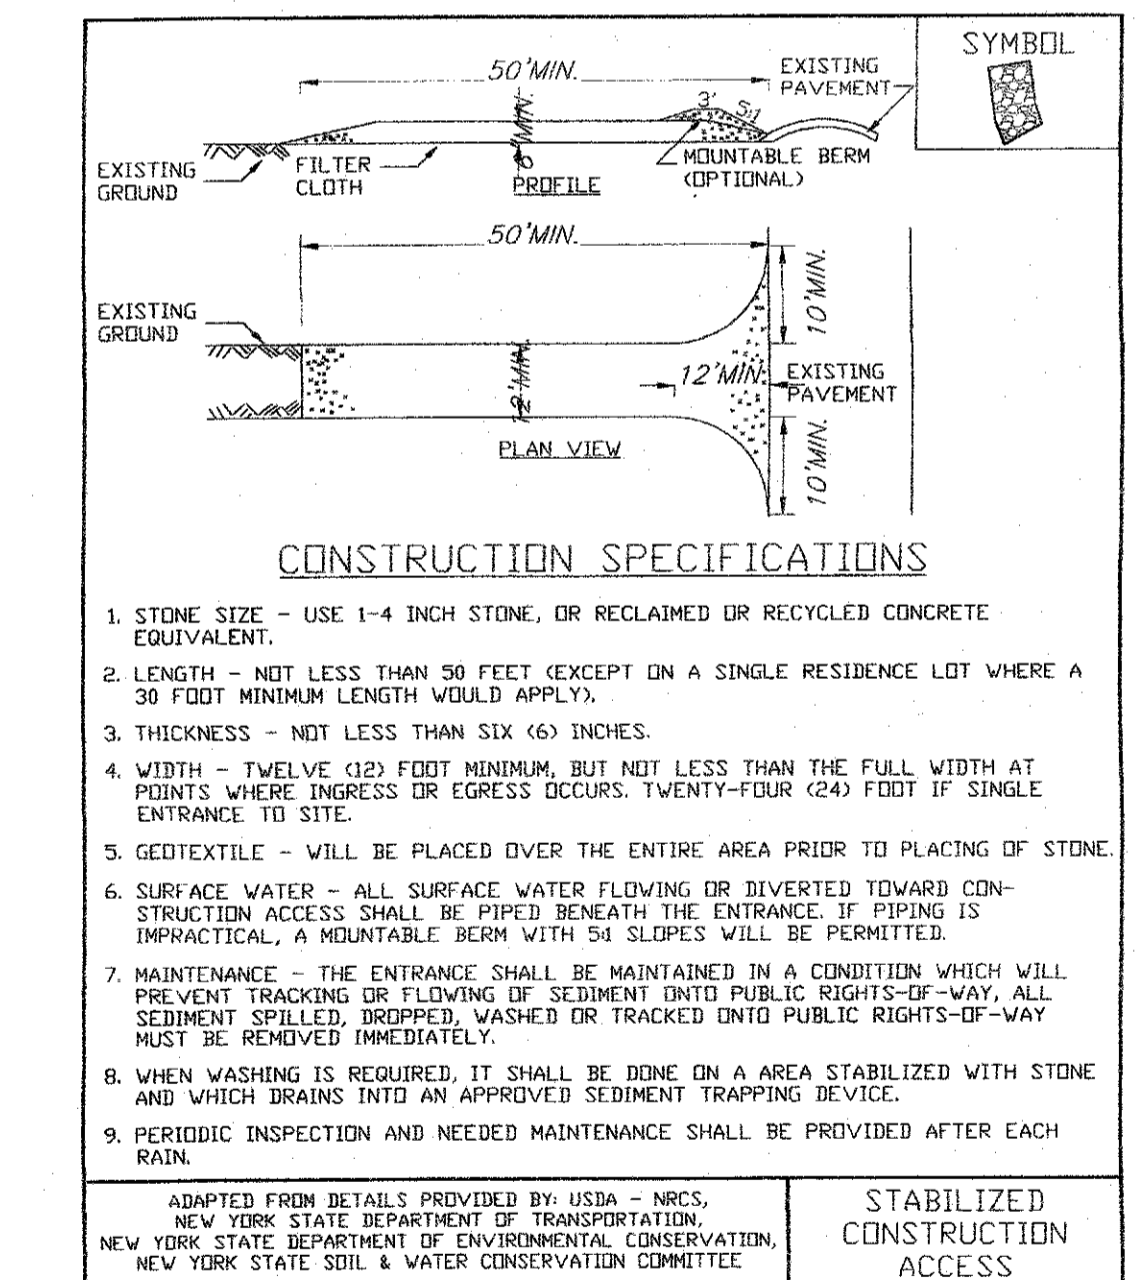 SYMBOL
50'MIN.
EXISTING
PAVEMENT
3'
5:1
EXISTING
GROUND
FILTER
CLOTH
PROFILE
MOUNTABLE BERM
(OPTIONAL)
50'MIN.
EXISTING
GROUND
10'MIN.
12'MIN.
12'MIN.
EXISTING
PAVEMENT
10'MIN.
PLAN VIEW
CONSTRUCTION SPECIFICATIONS
1. STONE SIZE - USE 1-4 INCH STONE, OR RECLAIMED OR RECYCLED CONCRETE
EQUIVALENT.
2. LENGTH - NOT LESS THAN 50 FEET (EXCEPT ON A SINGLE RESIDENCE LOT WHERE A
30 FOOT MINIMUM LENGTH WOULD APPLY).
3. THICKNESS - NOT LESS THAN SIX (6) INCHES.
4. WIDTH - TWELVE (12) FOOT MINIMUM, BUT NOT LESS THAN THE FULL WIDTH AT
POINTS WHERE INGRESS OR EGRESS OCCURS. TWENTY-FOUR (24) FOOT IF SINGLE
ENTRANCE TO SITE.
5. GEOTEXTILE - WILL BE PLACED OVER THE ENTIRE AREA PRIOR TO PLACING OF STONE.
6. SURFACE WATER - ALL SURFACE WATER FLOWING OR DIVERTED TOWARD CON-
STRUCTION ACCESS SHALL BE PIPED BENEATH THE ENTRANCE. IF PIPING IS
IMPRACTICAL, A MOUNTABLE BERM WITH 5:1 SLOPES WILL BE PERMITTED.
7. MAINTENANCE - THE ENTRANCE SHALL BE MAINTAINED IN A CONDITION WHICH WILL
PREVENT TRACKING OR FLOWING OF SEDIMENT ONTO PUBLIC RIGHTS-OF-WAY, ALL
SEDIMENT SPILLED, DROPPED, WASHED OR TRACKED ONTO PUBLIC RIGHTS-OF-WAY
MUST BE REMOVED IMMEDIATELY.
8. WHEN WASHING IS REQUIRED, IT SHALL BE DONE ON A AREA STABILIZED WITH STONE
AND WHICH DRAINS INTO AN APPROVED SEDIMENT TRAPPING DEVICE.
9. PERIODIC INSPECTION AND NEEDED MAINTENANCE SHALL BE PROVIDED AFTER EACH
RAIN.
ADAPTED FROM DETAILS PROVIDED BY: USDA - NRCS,
NEW YORK STATE DEPARTMENT OF TRANSPORTATION,
NEW YORK STATE DEPARTMENT OF ENVIRONMENTAL CONSERVATION,
NEW YORK STATE SOIL & WATER CONSERVATION COMMITTEE
STABILIZED
CONSTRUCTION
ACCESS